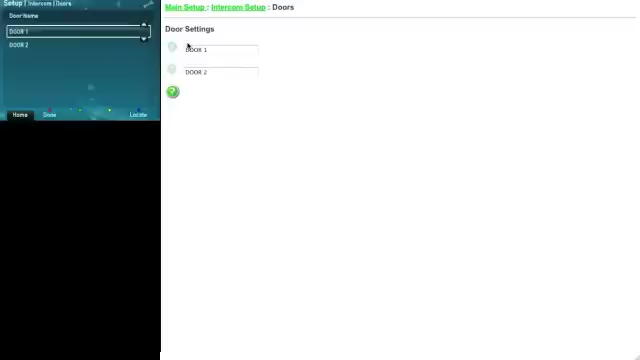 Setup | Intercom | Doors
Door Name
DOOR 1
DOOR 2
Home Done Locate
Main Setup : Intercom Setup : Doors
Door Settings
DOOR 1
DOOR 2
?